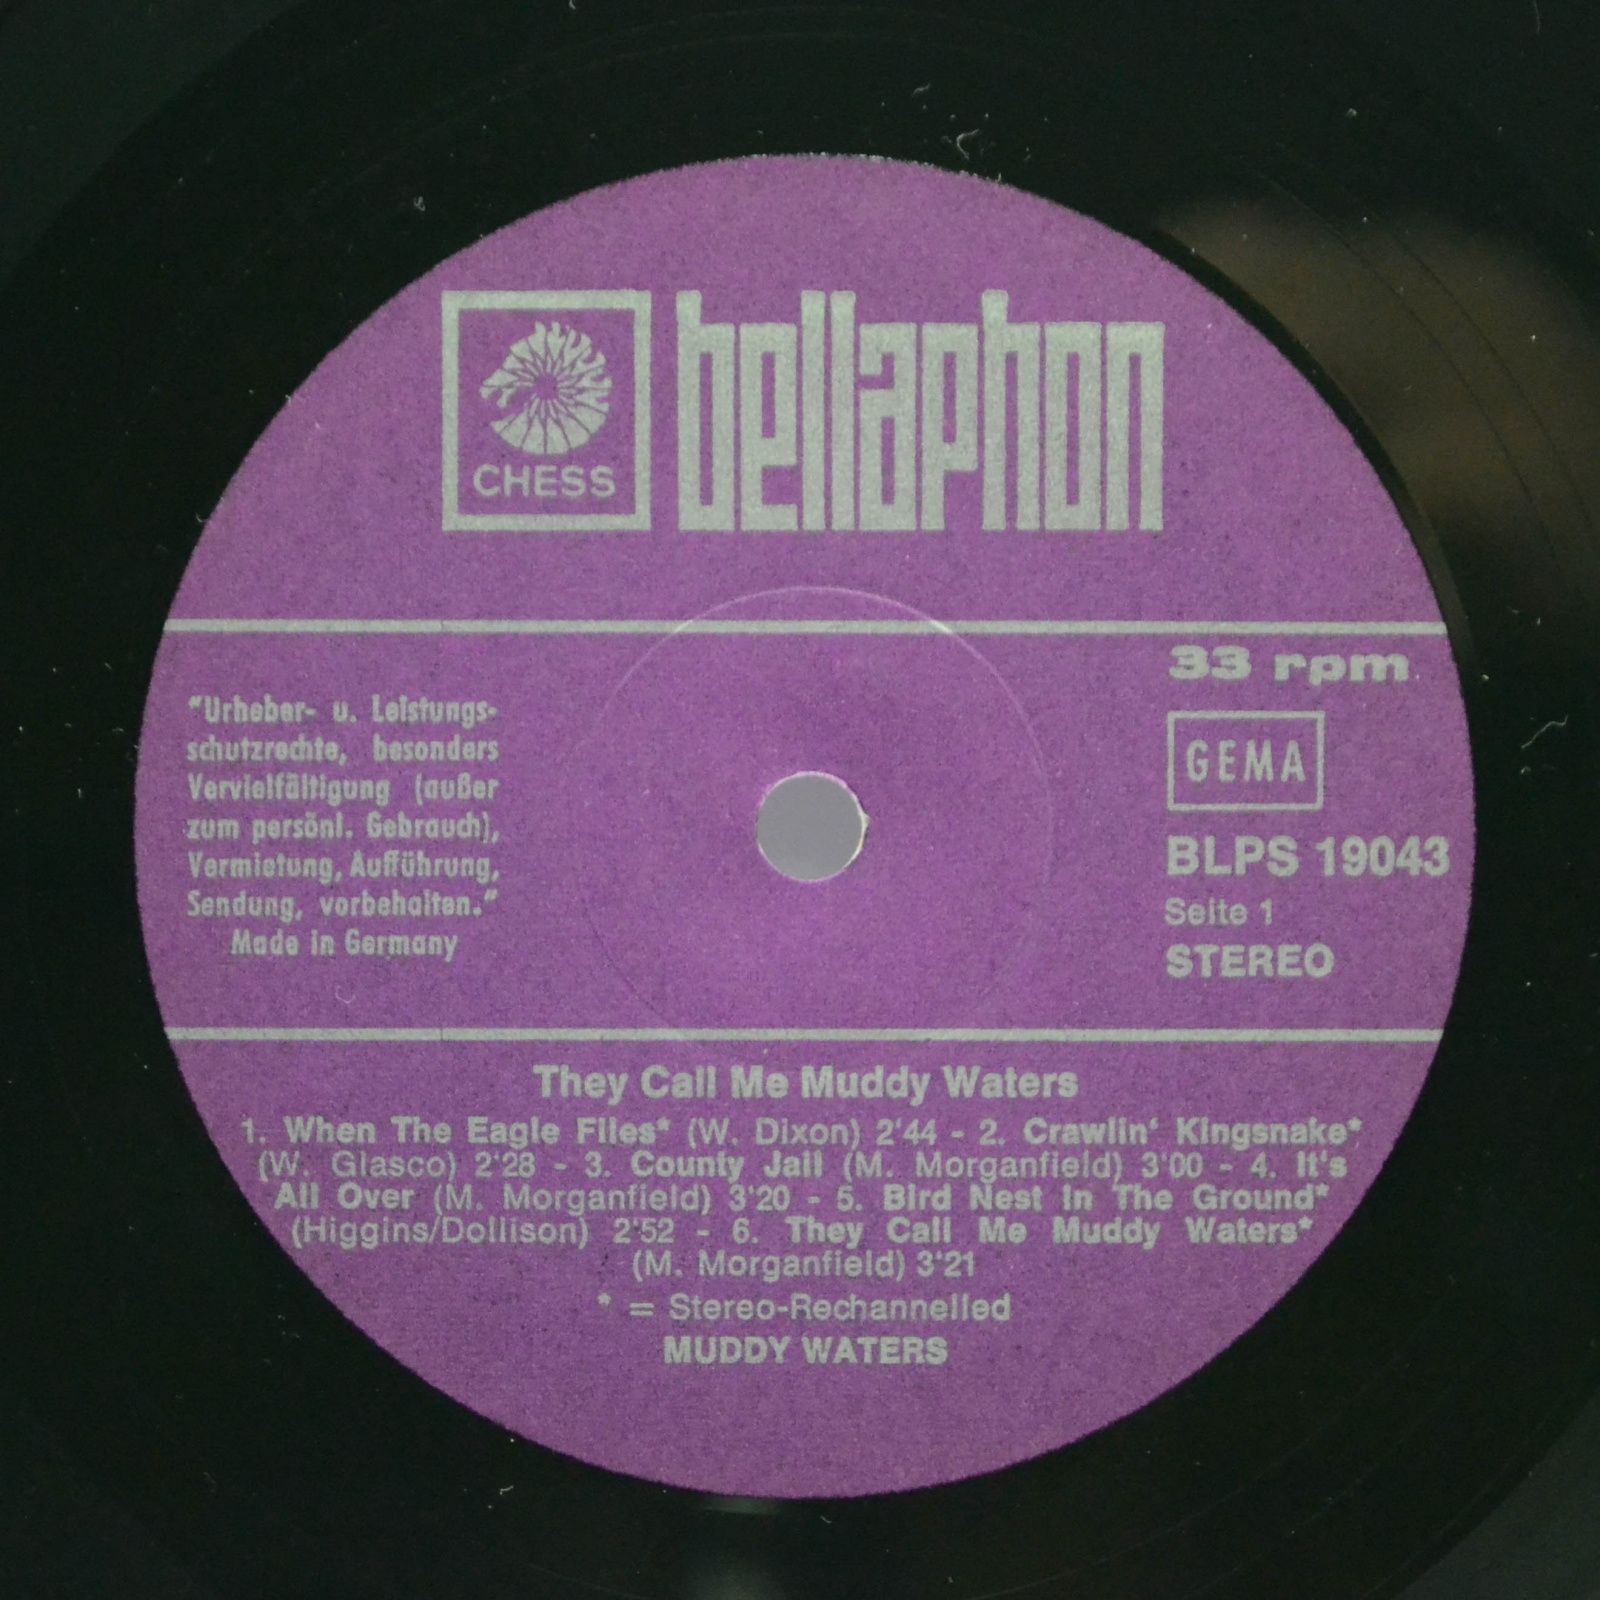 CHESS
bellaphon
33 rpm
GEMA
BLPS 19043
Seite 1
STEREO
"Urheber- u. Leistungs-
schutzrechte, besonders
Vervielfältigung (außer
zum persönl. Gebrauch),
Vermietung, Aufführung,
Sendung, vorbehalten."
Made in Germany
They Call Me Muddy Waters
1. When The Eagle Flies* (W. Dixon) 2'44 - 2. Crawlin' Kingsnake*
(W. Glasco) 2'28 - 3. County Jail (M. Morganfield) 3'00 - 4. It's
All Over (M. Morganfield) 3'20 - 5. Bird Nest In The Ground*
(Higgins/Dollison) 2'52 - 6. They Call Me Muddy Waters*
(M. Morganfield) 3'21
* = Stereo-Rechannelled
MUDDY WATERS